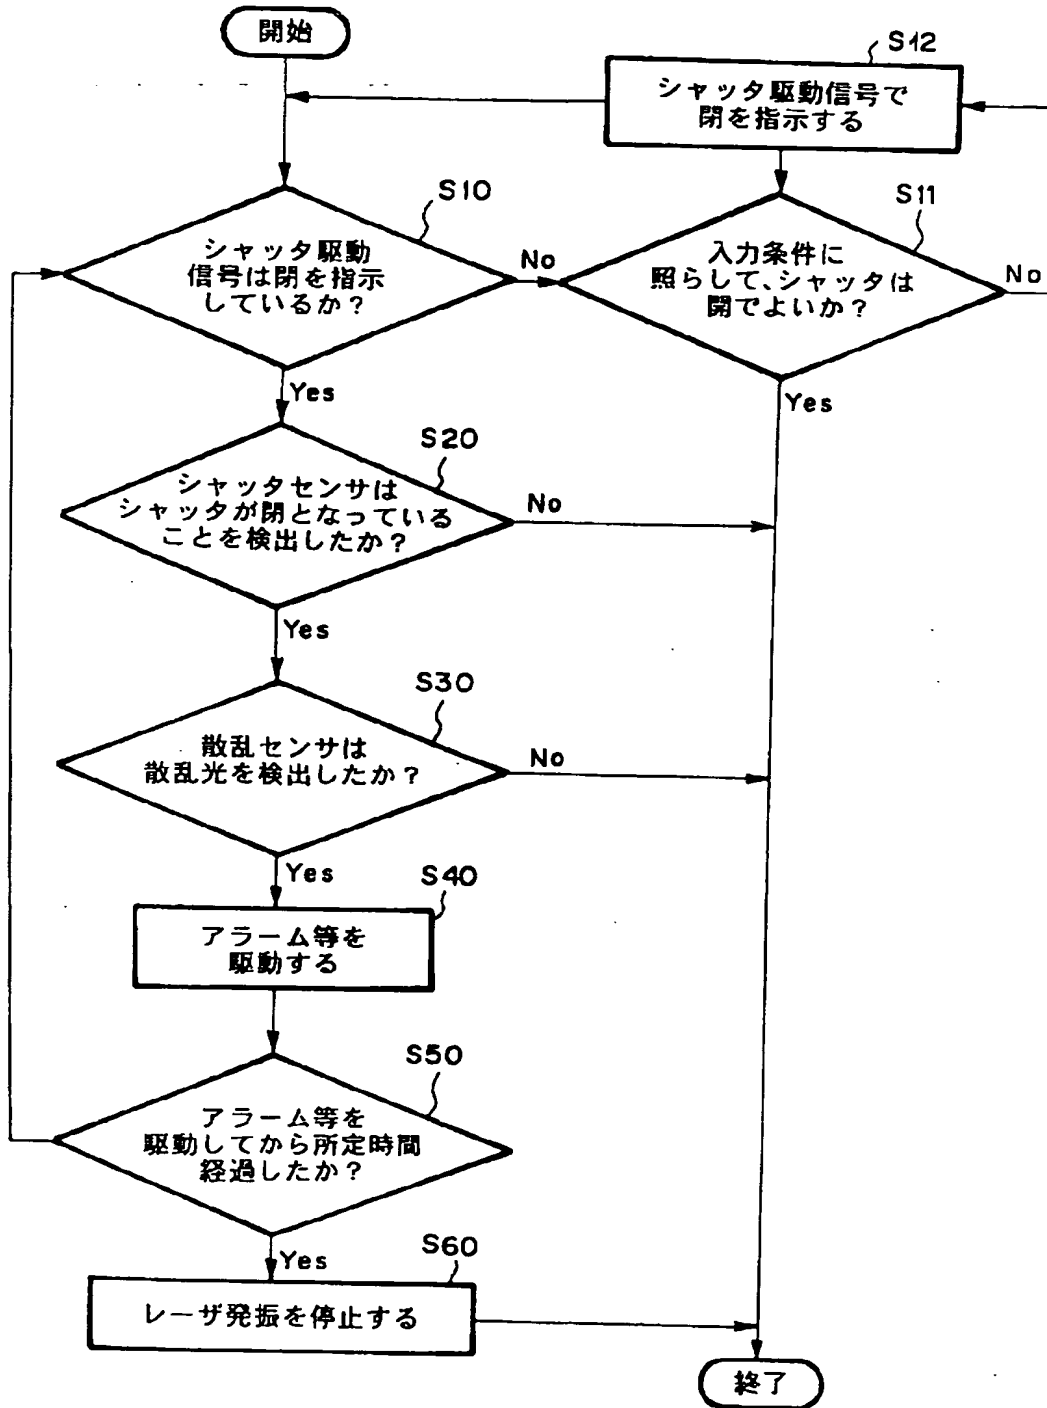 開始
S12
シャッタ駆動信号で
閉を指示する
S10
シャッタ駆動
信号は閉を指示
しているか？
No
S11
入力条件に
照らして、シャッタは
開でよいか？
No
Yes
Yes
S20
シャッタセンサは
シャッタが閉となっている
ことを検出したか？
No
Yes
S30
散乱センサは
散乱光を検出したか？
No
Yes
S40
アラーム等を
駆動する
S50
アラーム等を
駆動してから所定時間
経過したか？
Yes
S60
レーザ発振を停止する
終了